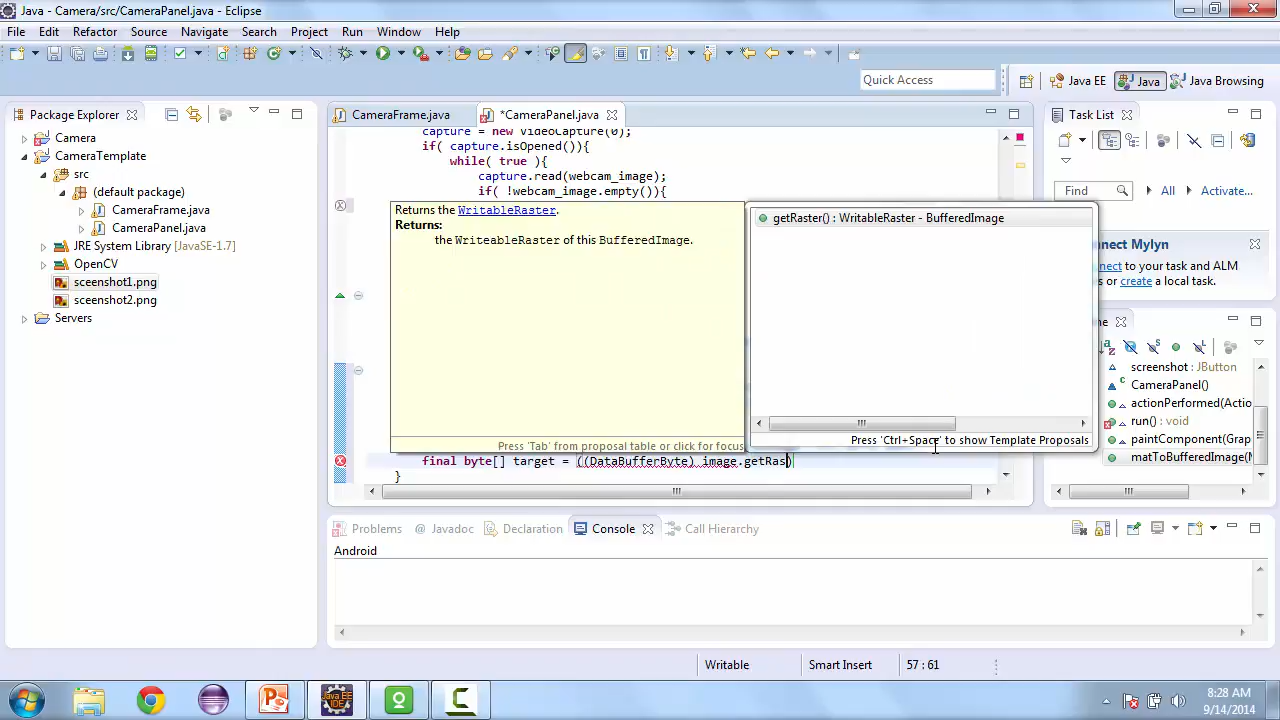 Java - Camera/src/CameraPanel.java - Eclipse
File Edit Refactor Source Navigate Search Project Run Window Help
Quick Access
Java EE Java Java Browsing
Package Explorer
Camera
CameraTemplate
src
(default package)
CameraFrame.java
CameraPanel.java
JRE System Library [JavaSE-1.7]
OpenCV
sceenshot1.png
sceenshot2.png
Servers
CameraFrame.java *CameraPanel.java
capture = new VideoCapture(0);
if( capture.isOpened()){
while( true ){
capture.read(webcam_image);
if( !webcam_image.empty()){
Returns the WritableRaster.
Returns:
the WriteableRaster of this BufferedImage.
Press 'Tab' from proposal table or click for focus
getRaster() : WritableRaster - BufferedImage
Press 'Ctrl+Space' to show Template Proposals
final byte[] target = ((DataBufferByte) image.getRas)
}
Task List
Find All Activate...
nnect Mylyn
nnect to your task and ALM
s or create a local task.
ne
screenshot : JButton
CameraPanel()
actionPerformed(Actio
run() : void
paintComponent(Grap
matToBufferedImage(M
Problems @ Javadoc Declaration Console Call Hierarchy
Android
Writable Smart Insert 57 : 61
Java EE
IDE
8:28 AM
9/14/2014